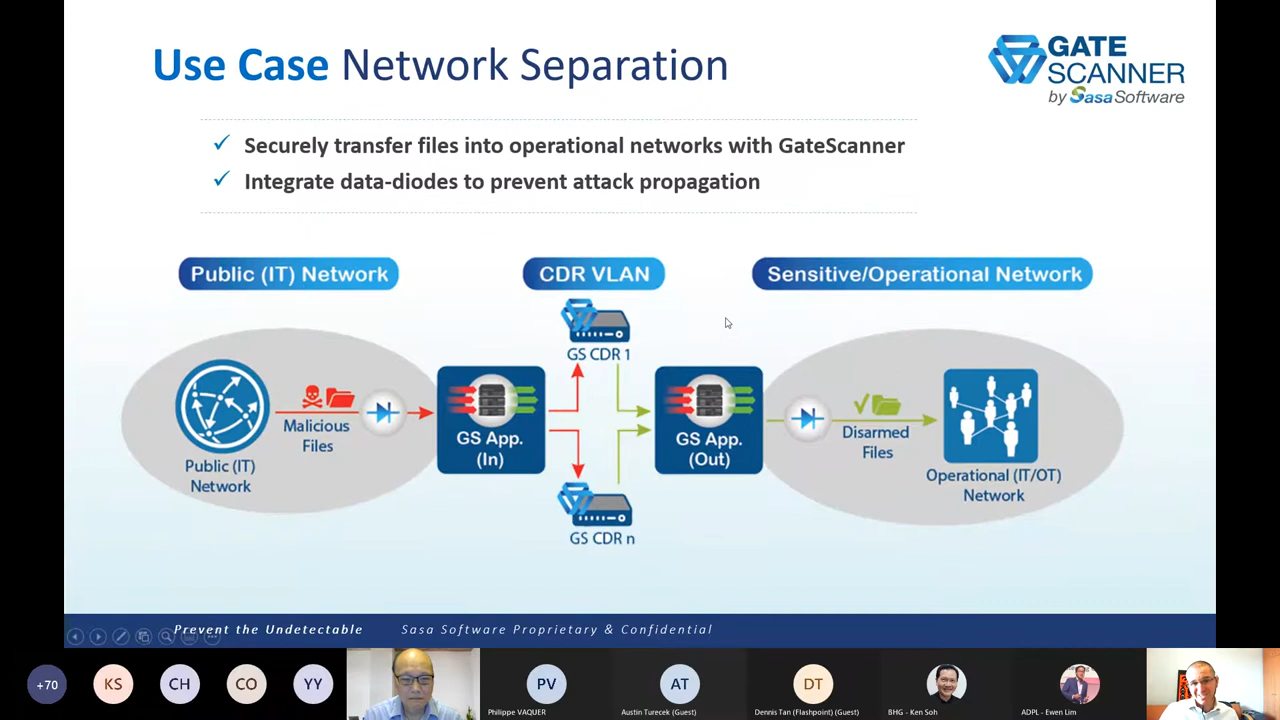 Use Case Network Separation
GATE
SCANNER
by SasaSoftware
Securely transfer files into operational networks with GateScanner
Integrate data-diodes to prevent attack propagation
Public (IT) Network
CDR VLAN
Sensitive/Operational Network
GS CDR 1
Malicious
Files
GS App.
(In)
GS App.
(Out)
Disarmed
Files
Public (IT)
Network
Operational (IT/OT)
Network
GS CDR n
Prevent the Undetectable
Sasa Software Proprietary & Confidential
+70
KS
CH
CO
YY
PV
AT
DT
Philippe VAQUER
Austin Turecek (Guest)
Dennis Tan (Flashpoint) (Guest)
BHG - Ken Soh
ADPL - Ewen Lim